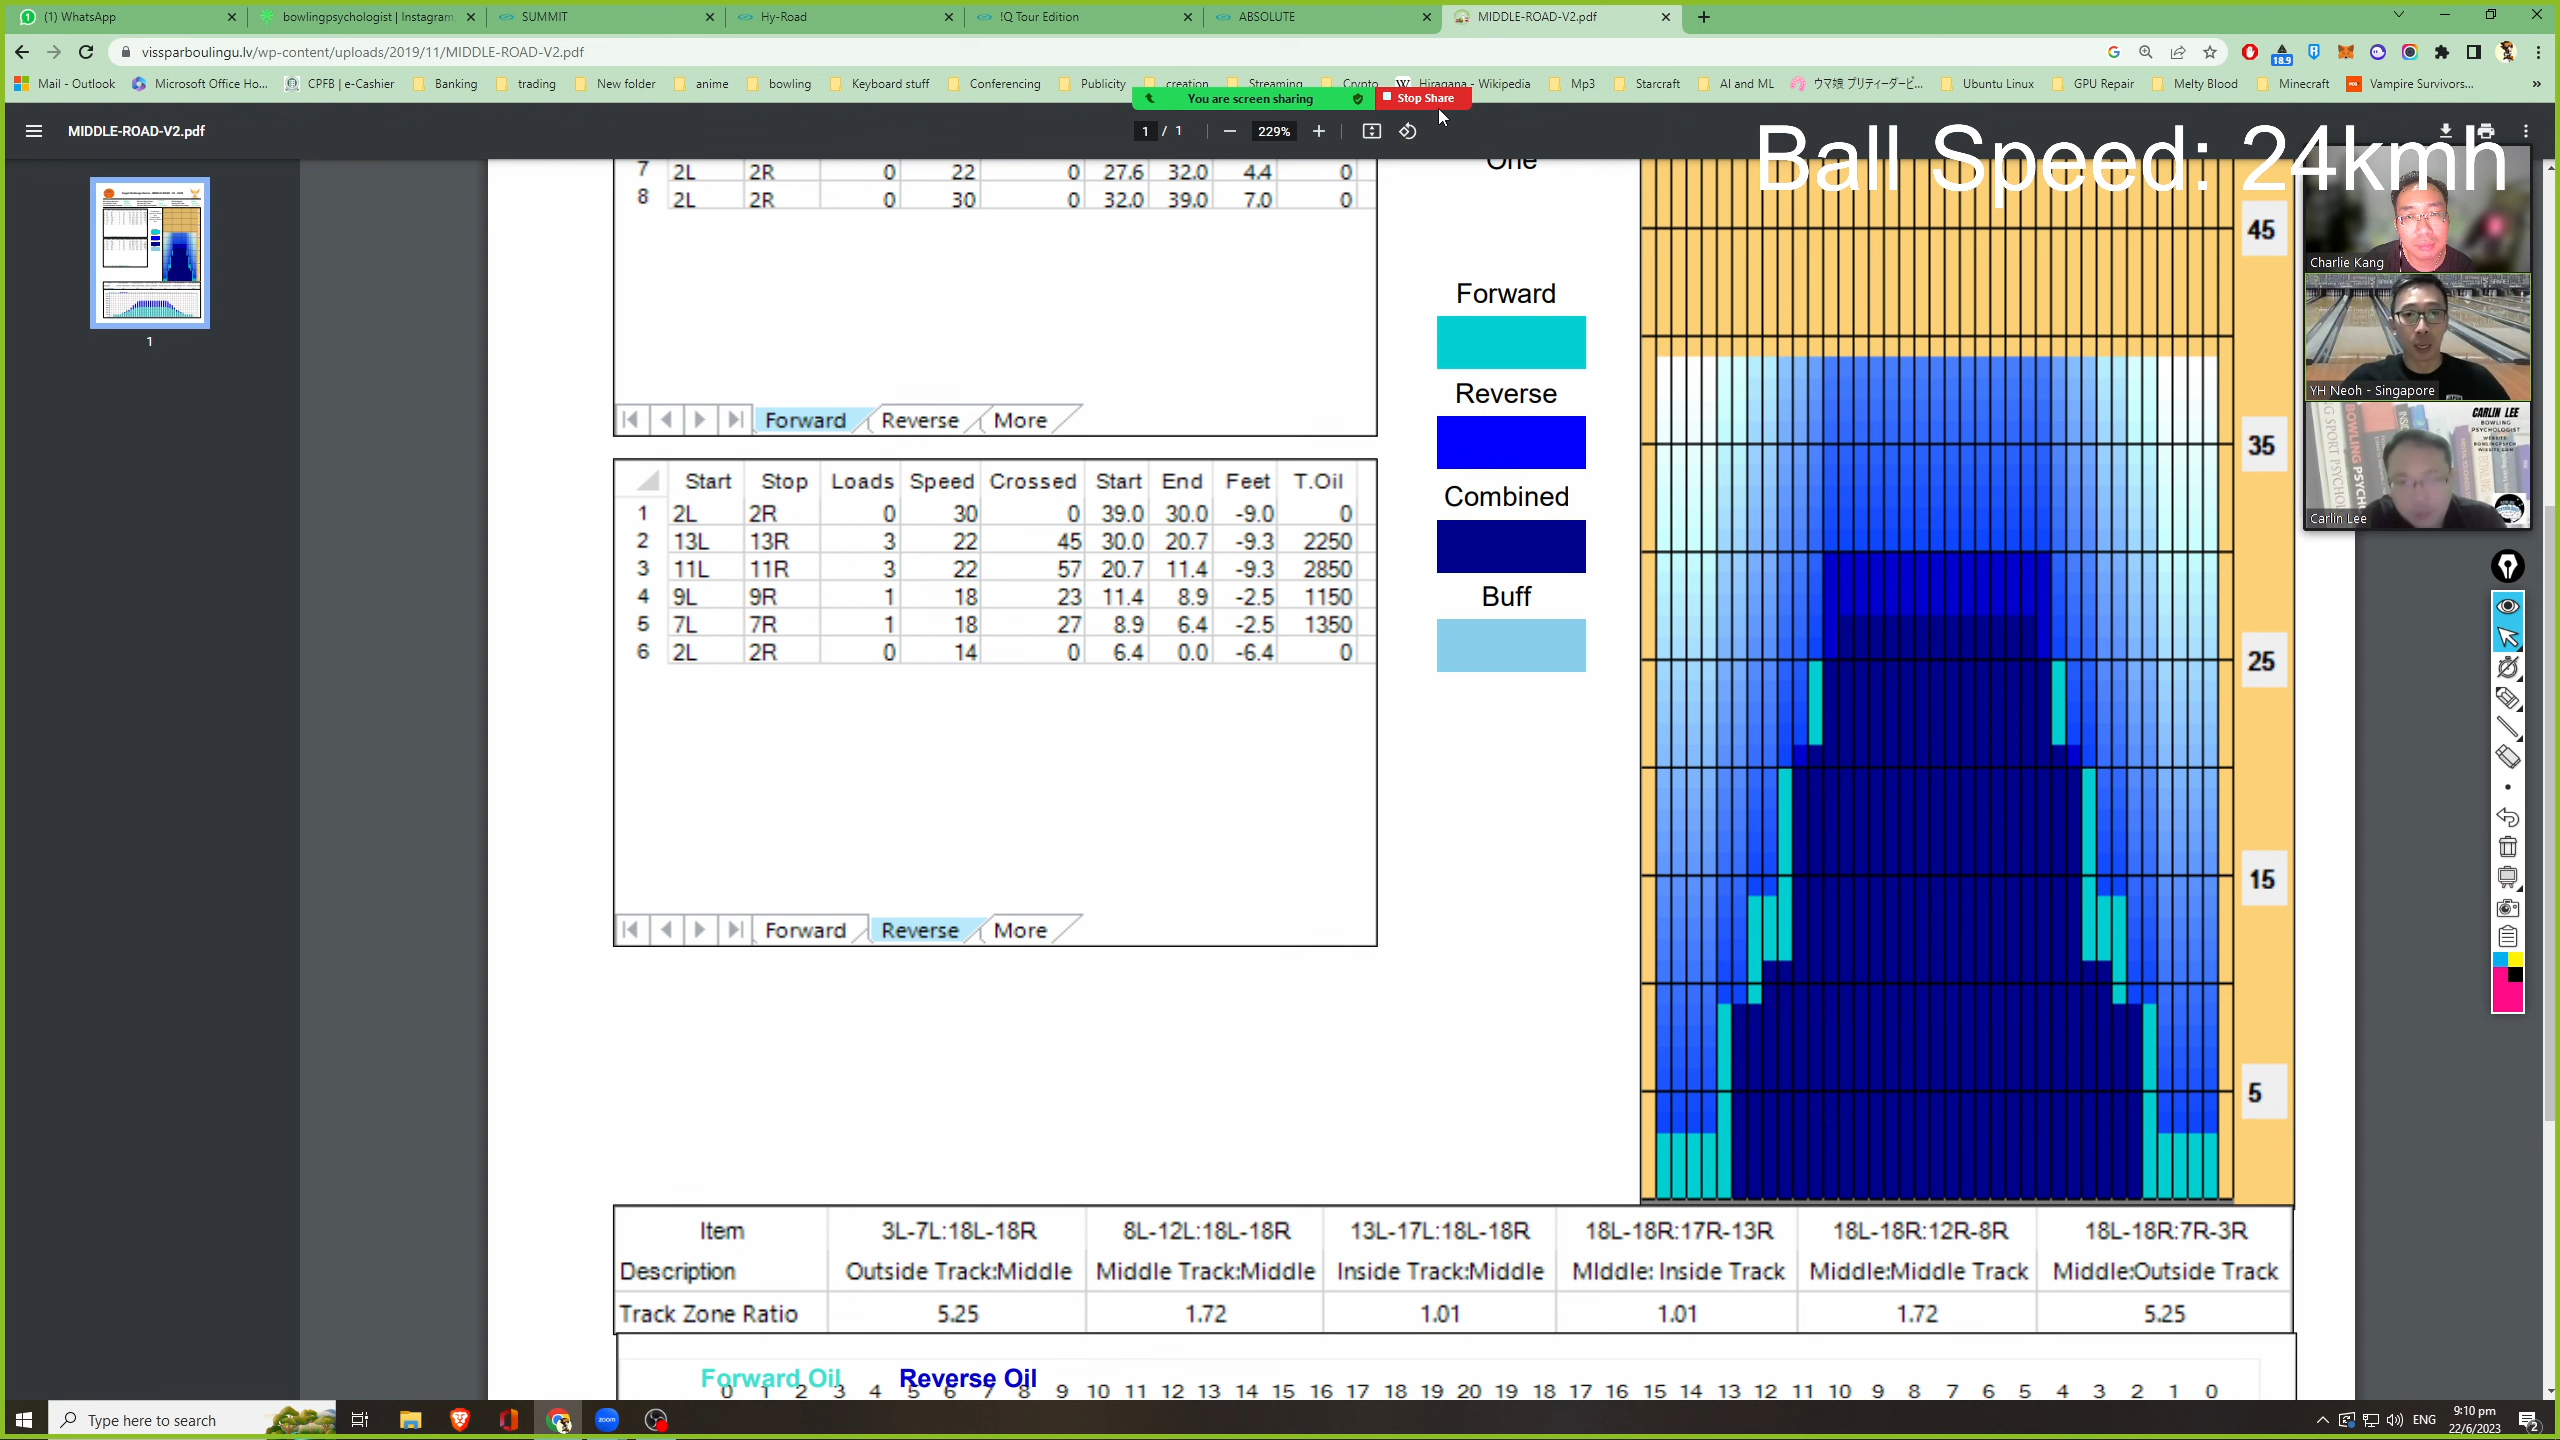 (1) WhatsApp
bowlingpsychologist | Instagram
SUMMIT
Hy-Road
!Q Tour Edition
ABSOLUTE
MIDDLE-ROAD-V2.pdf
vissparboulingu.lv/wp-content/uploads/2019/11/MIDDLE-ROAD-V2.pdf
18.9
Mail - Outlook
Microsoft Office Ho...
CPFB | e-Cashier
Banking
trading
New folder
anime
bowling
Keyboard stuff
Conferencing
Publicity
creation
Streaming
Crypto
Hiragana - Wikipedia
Mp3
Starcraft
AI and ML
ウマ娘 プリティーダービ...
Ubuntu Linux
GPU Repair
Melty Blood
Minecraft
Vampire Survivors...
You are screen sharing
Stop Share
MIDDLE-ROAD-V2.pdf
1 / 1
229%
Ball Speed: 24kmh
1
7 2L 2R 0 22 0 27.6 32.0 4.4 0
8 2L 2R 0 30 0 32.0 39.0 7.0 0
Forward Reverse More
Start Stop Loads Speed Crossed Start End Feet T.Oil
1 2L 2R 0 30 0 39.0 30.0 -9.0 0
2 13L 13R 3 22 45 30.0 20.7 -9.3 2250
3 11L 11R 3 22 57 20.7 11.4 -9.3 2850
4 9L 9R 1 18 23 11.4 8.9 -2.5 1150
5 7L 7R 1 18 27 8.9 6.4 -2.5 1350
6 2L 2R 0 14 0 6.4 0.0 -6.4 0
Forward Reverse More
One
Forward
Reverse
Combined
Buff
45
35
25
15
5
Charlie Kang
YH Neoh - Singapore
CARLIN LEE
BOWLING
PSYCHOLOGIST
Carlin Lee
Item 3L-7L:18L-18R 8L-12L:18L-18R 13L-17L:18L-18R 18L-18R:17R-13R 18L-18R:12R-8R 18L-18R:7R-3R
Description Outside Track:Middle Middle Track:Middle Inside Track:Middle MIddle: Inside Track Middle:Middle Track Middle:Outside Track
Track Zone Ratio 5.25 1.72 1.01 1.01 1.72 5.25
Forward Oil Reverse Oil
0 1 2 3 4 5 6 7 8 9 10 11 12 13 14 15 16 17 18 19 20 19 18 17 16 15 14 13 12 11 10 9 8 7 6 5 4 3 2 1 0
Type here to search
zoom
ENG
9:10 pm
22/6/2023
2